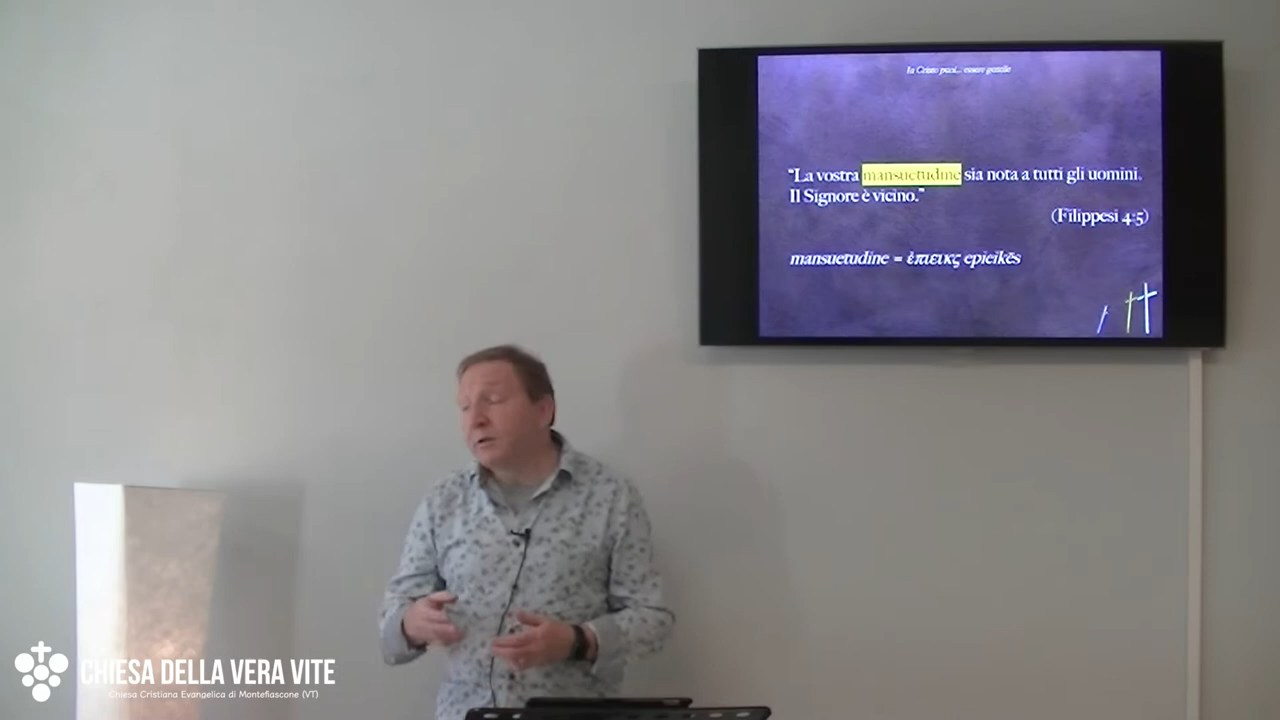 In Cristo puoi... essere gentile
“La vostra mansuetudine sia nota a tutti gli uomini.
Il Signore è vicino.”
(Filippesi 4:5)
mansuetudine = ἐπιεικς epieikēs
CHIESA DELLA VERA VITE
Chiesa Cristiana Evangelica di Montefiascone (VT)